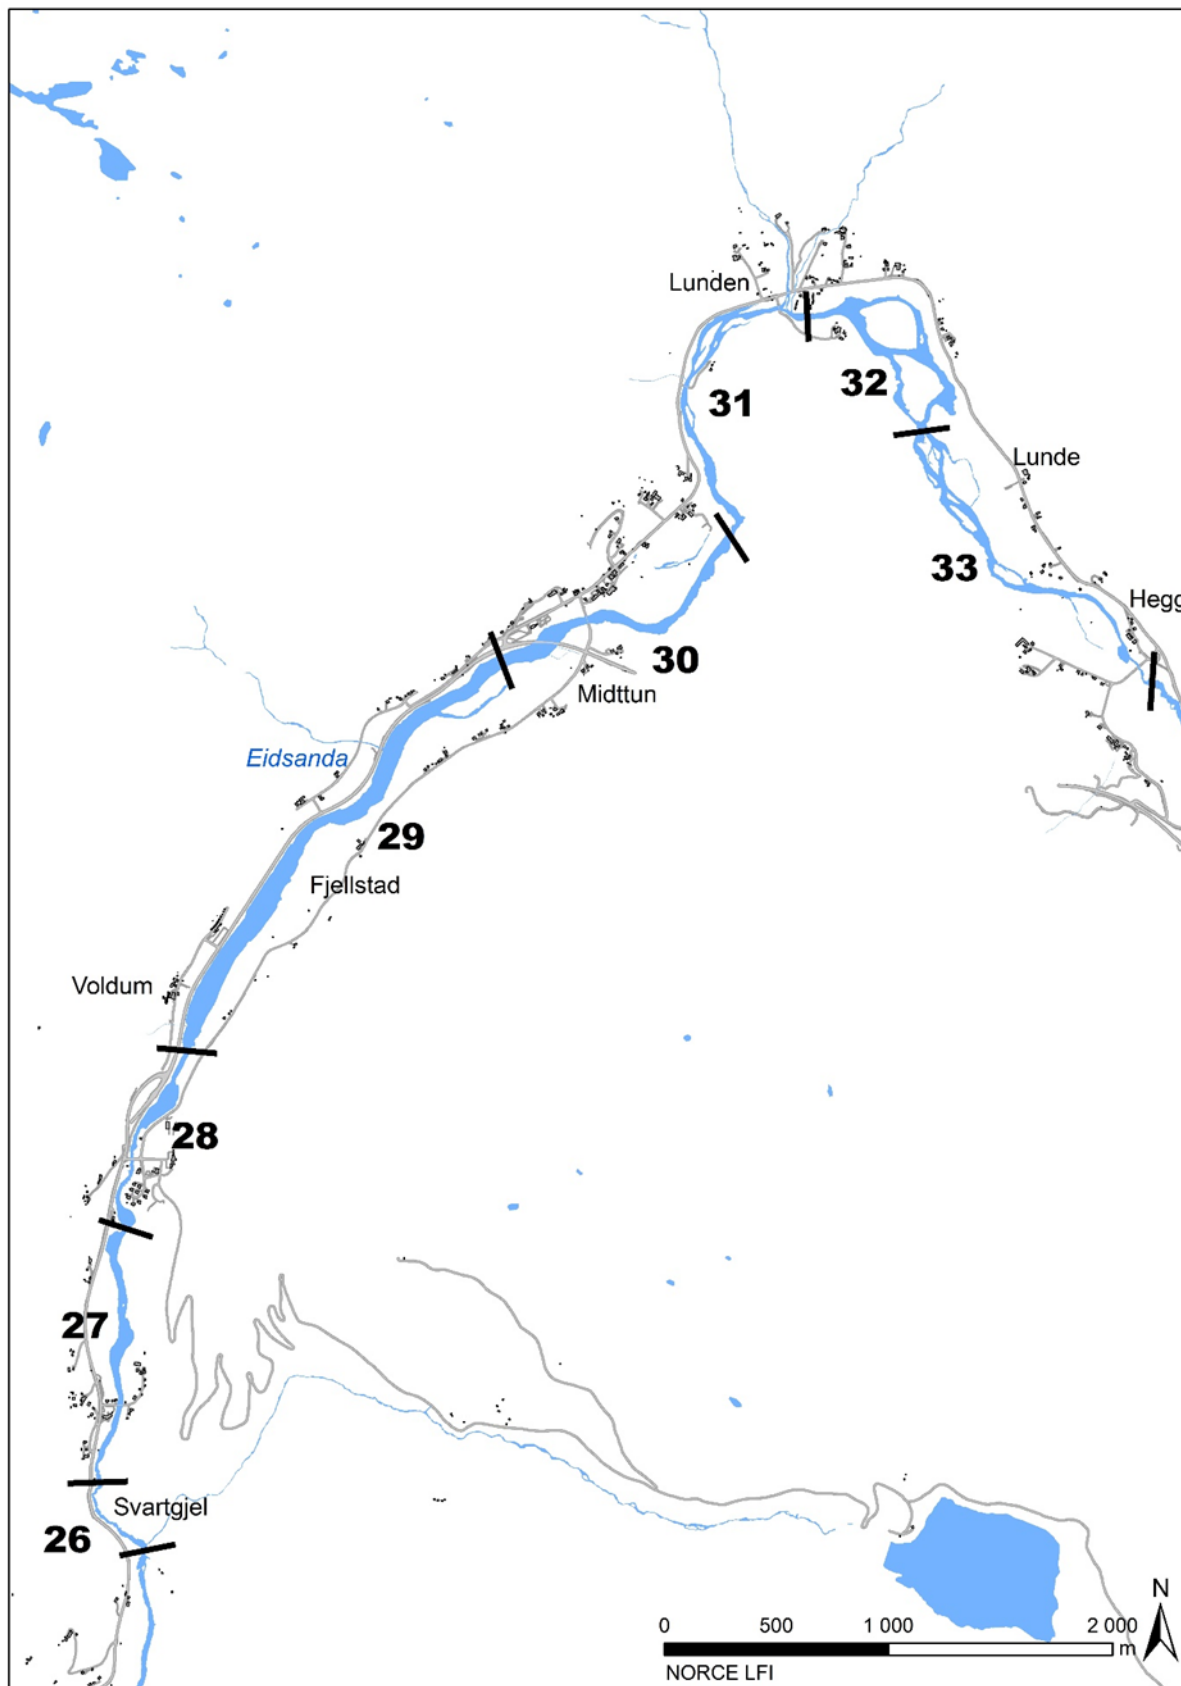 Lunden
32
31
Lunde
33
Hegg
30
Midttun
Eidsanda
29
Fjellstad
Voldum
28
27
Svartgjel
26
N
0 500 1 000 2 000
m
NORCE LFI